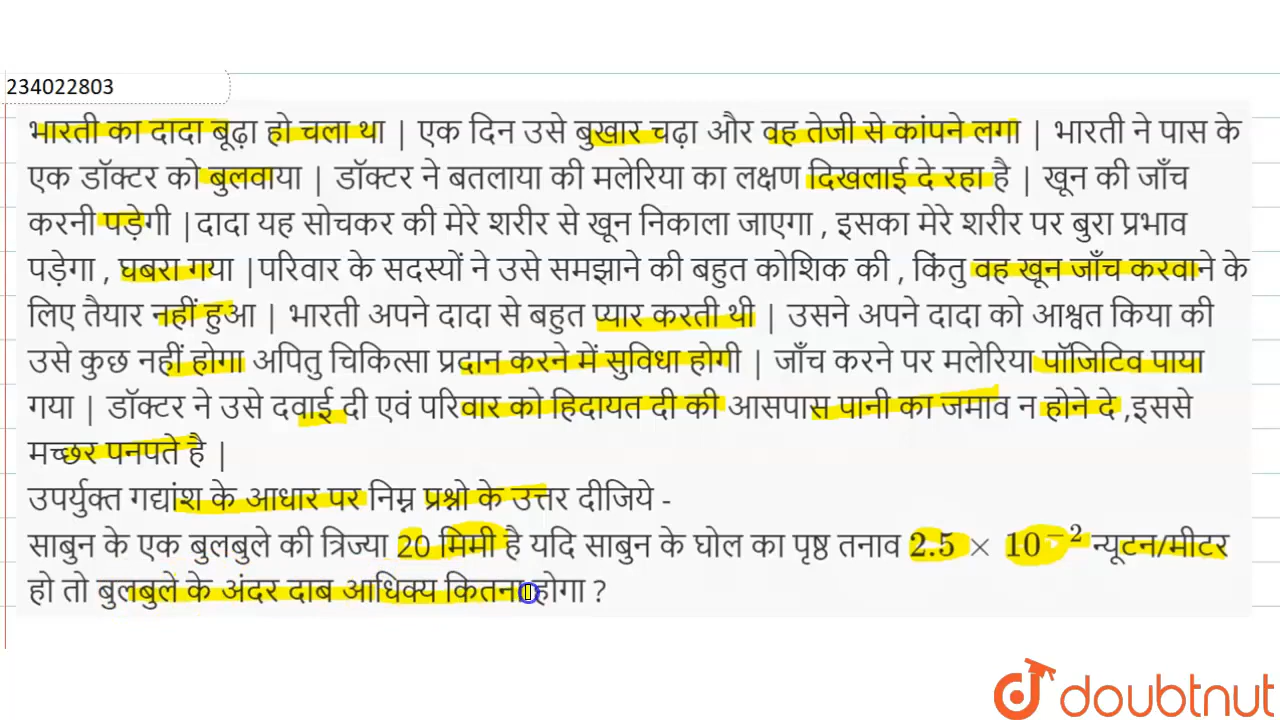 234022803
भारती का दादा बूढ़ा हो चला था | एक दिन उसे बुखार चढ़ा और वह तेजी से कांपने लगा | भारती ने पास के
एक डॉक्टर को बुलवाया | डॉक्टर ने बतलाया की मलेरिया का लक्षण दिखलाई दे रहा है | खून की जाँच
करनी पड़ेगी |दादा यह सोचकर की मेरे शरीर से खून निकाला जाएगा , इसका मेरे शरीर पर बुरा प्रभाव
पड़ेगा , घबरा गया |परिवार के सदस्यों ने उसे समझाने की बहुत कोशिक की , किंतु वह खून जाँच करवाने के
लिए तैयार नहीं हुआ | भारती अपने दादा से बहुत प्यार करती थी | उसने अपने दादा को आश्वत किया की
उसे कुछ नहीं होगा अपितु चिकित्सा प्रदान करने में सुविधा होगी | जाँच करने पर मलेरिया पॉजिटिव पाया
गया | डॉक्टर ने उसे दवाई दी एवं परिवार को हिदायत दी की आसपास पानी का जमाव न होने दे ,इससे
मच्छर पनपते है |
उपर्युक्त गद्यांश के आधार पर निम्न प्रश्नो के उत्तर दीजिये -
साबुन के एक बुलबुले की त्रिज्या 20 मिमी है यदि साबुन के घोल का पृष्ठ तनाव 2.5 × 10⁻² न्यूटन/मीटर
हो तो बुलबुले के अंदर दाब आधिक्य कितना होगा ?
doubtnut